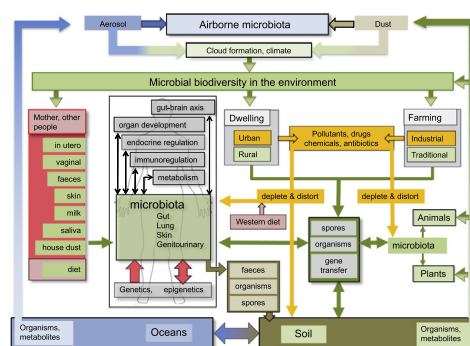 Aerosol
Airborne microbiota
Dust
Cloud formation, climate
Microbial biodiversity in the environment
Mother, other
people
in utero
vaginal
faeces
skin
milk
saliva
house dust
diet
gut-brain axis
organ development
endocrine regulation
immunoregulation
metabolism
microbiota
Gut
Lung
Skin
Genitourinary
Genetics, epigenetics
Dwelling
Urban
Rural
Pollutants, drugs
chemicals, antibiotics
Farming
Industrial
Traditional
deplete & distort
Western diet
deplete & distort
spores
organisms
gene
transfer
Animals
microbiota
Plants
faeces
organisms
spores
Organisms,
metabolites
Oceans
Soil
Organisms,
metabolites